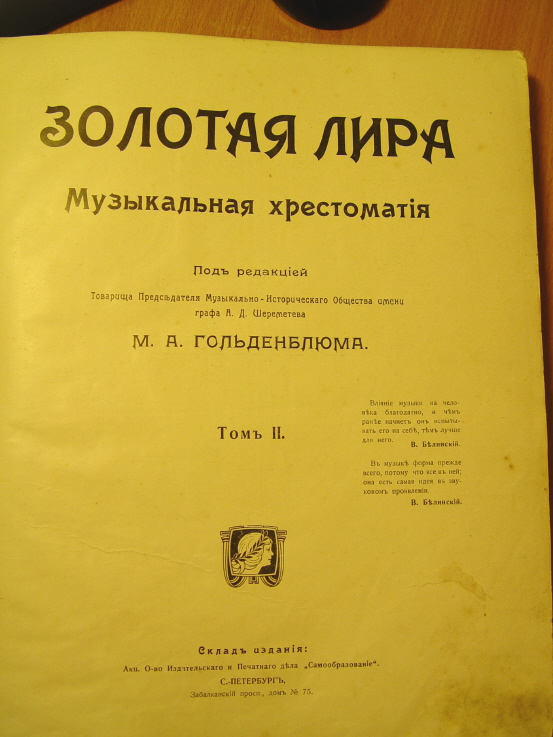 ЗОЛОТАЯ ЛИРА
Музыкальная хрестоматія
Подъ редакціей
Товарища Предсѣдателя Музыкально-Историческаго Общества имени
графа А. Д. Шереметева
М. А. ГОЛЬДЕНБЛЮМА.
Томъ II.
Вліяніе музыки на чело-
вѣка благодатно, и чѣмъ
ранѣе начнетъ онъ испыты-
вать его на себѣ, тѣмъ лучше
для него.
В. Бѣлинскій.
Въ музыкѣ форма прежде
всего, потому что все въ ней;
она есть самая идея въ зву-
ковомъ проявленіи.
В. Бѣлинскій.
Складъ изданія:
Акц. О-во Издательскаго и Печатнаго дѣла „Самообразованіе".
С.-ПЕТЕРБУРГЪ,
Забалканскій просп., домъ № 75.